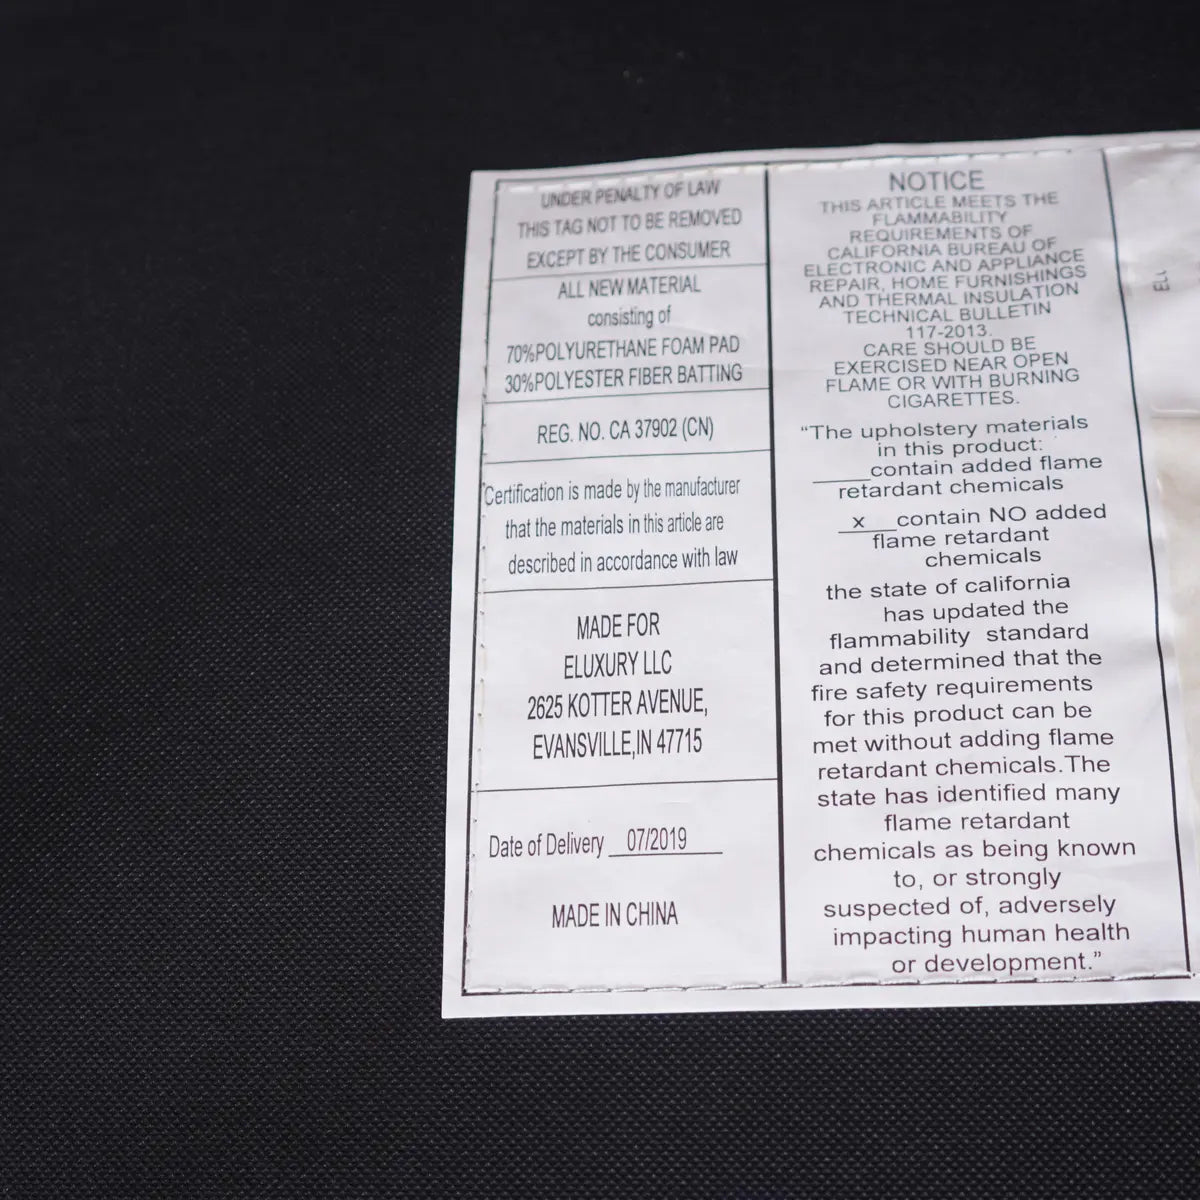 UNDER PENALTY OF LAW
THIS TAG NOT TO BE REMOVED
EXCEPT BY THE CONSUMER
ALL NEW MATERIAL
consisting of
70%POLYURETHANE FOAM PAD
30%POLYESTER FIBER BATTING
REG. NO. CA 37902 (CN)
Certification is made by the manufacturer
that the materials in this article are
described in accordance with law
MADE FOR
ELUXURY LLC
2625 KOTTER AVENUE,
EVANSVILLE,IN 47715
Date of Delivery 07/2019
MADE IN CHINA
NOTICE
THIS ARTICLE MEETS THE
FLAMMABILITY
REQUIREMENTS OF
CALIFORNIA BUREAU OF
ELECTRONIC AND APPLIANCE
REPAIR, HOME FURNISHINGS
AND THERMAL INSULATION
TECHNICAL BULLETIN
117-2013.
CARE SHOULD BE
EXERCISED NEAR OPEN
FLAME OR WITH BURNING
CIGARETTES.
“The upholstery materials
in this product:
____contain added flame
retardant chemicals
x__contain NO added
flame retardant
chemicals
the state of california
has updated the
flammability standard
and determined that the
fire safety requirements
for this product can be
met without adding flame
retardant chemicals.The
state has identified many
flame retardant
chemicals as being known
to, or strongly
suspected of, adversely
impacting human health
or development.”